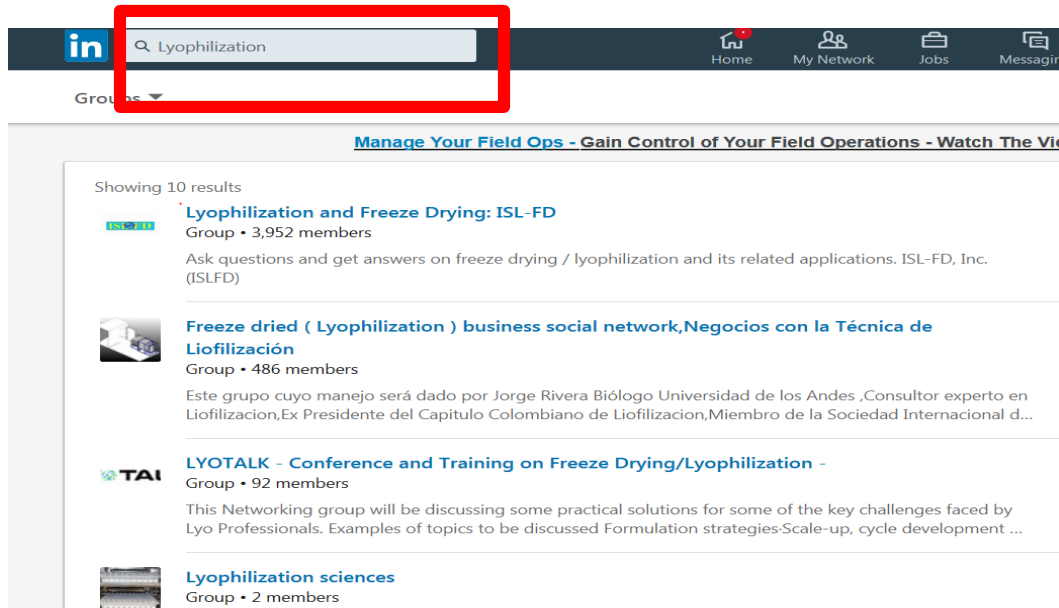 in
Lyophilization
Home
My Network
Jobs
Messagin
Groups
Manage Your Field Ops - Gain Control of Your Field Operations - Watch The Vid
Showing 10 results
ISLFD
Lyophilization and Freeze Drying: ISL-FD
Group • 3,952 members
Ask questions and get answers on freeze drying / lyophilization and its related applications. ISL-FD, Inc.
(ISLFD)
Freeze dried ( Lyophilization ) business social network,Negocios con la Técnica de
Liofilización
Group • 486 members
Este grupo cuyo manejo será dado por Jorge Rivera Biólogo Universidad de los Andes ,Consultor experto en
Liofilizacion,Ex Presidente del Capitulo Colombiano de Liofilizacion,Miembro de la Sociedad Internacional d...
TAL
LYOTALK - Conference and Training on Freeze Drying/Lyophilization -
Group • 92 members
This Networking group will be discussing some practical solutions for some of the key challenges faced by
Lyo Professionals. Examples of topics to be discussed Formulation strategies·Scale-up, cycle development ...
Lyophilization sciences
Group • 2 members